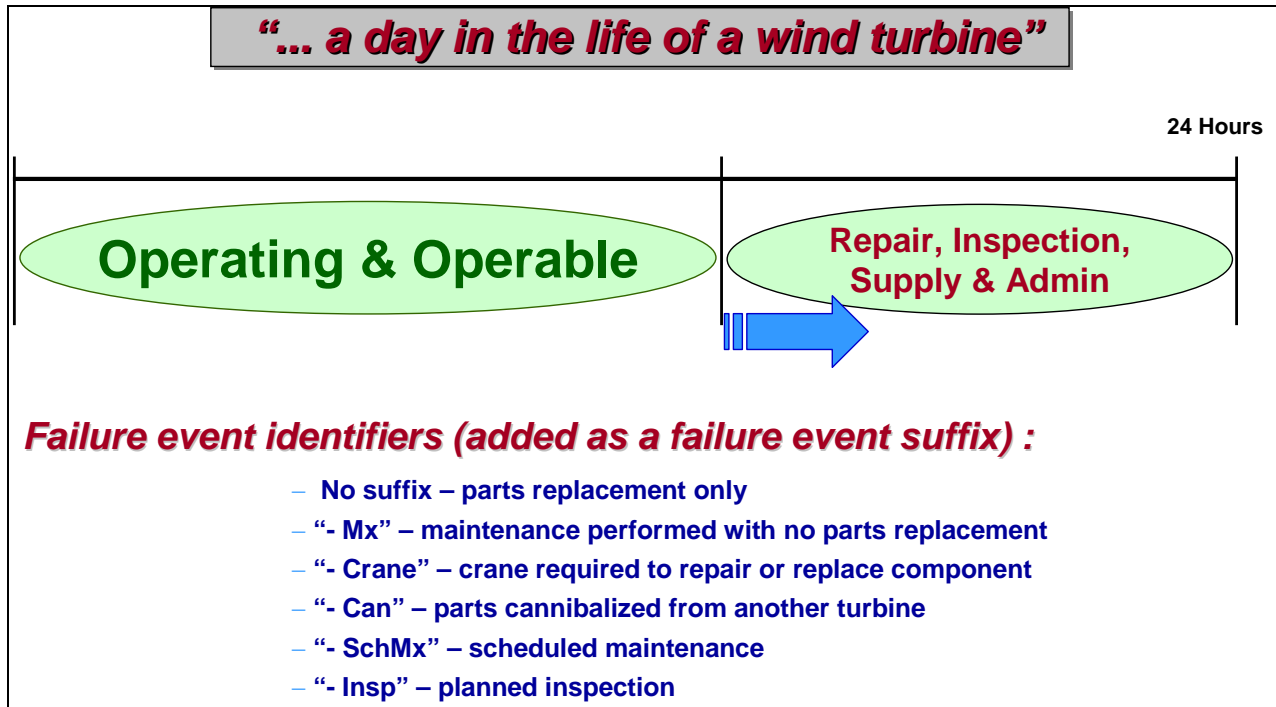 “... a day in the life of a wind turbine”
24 Hours
Operating & Operable
Repair, Inspection,
Supply & Admin
Failure event identifiers (added as a failure event suffix) :
– No suffix – parts replacement only
– “- Mx” – maintenance performed with no parts replacement
– “- Crane” – crane required to repair or replace component
– “- Can” – parts cannibalized from another turbine
– “- SchMx” – scheduled maintenance
– “- Insp” – planned inspection